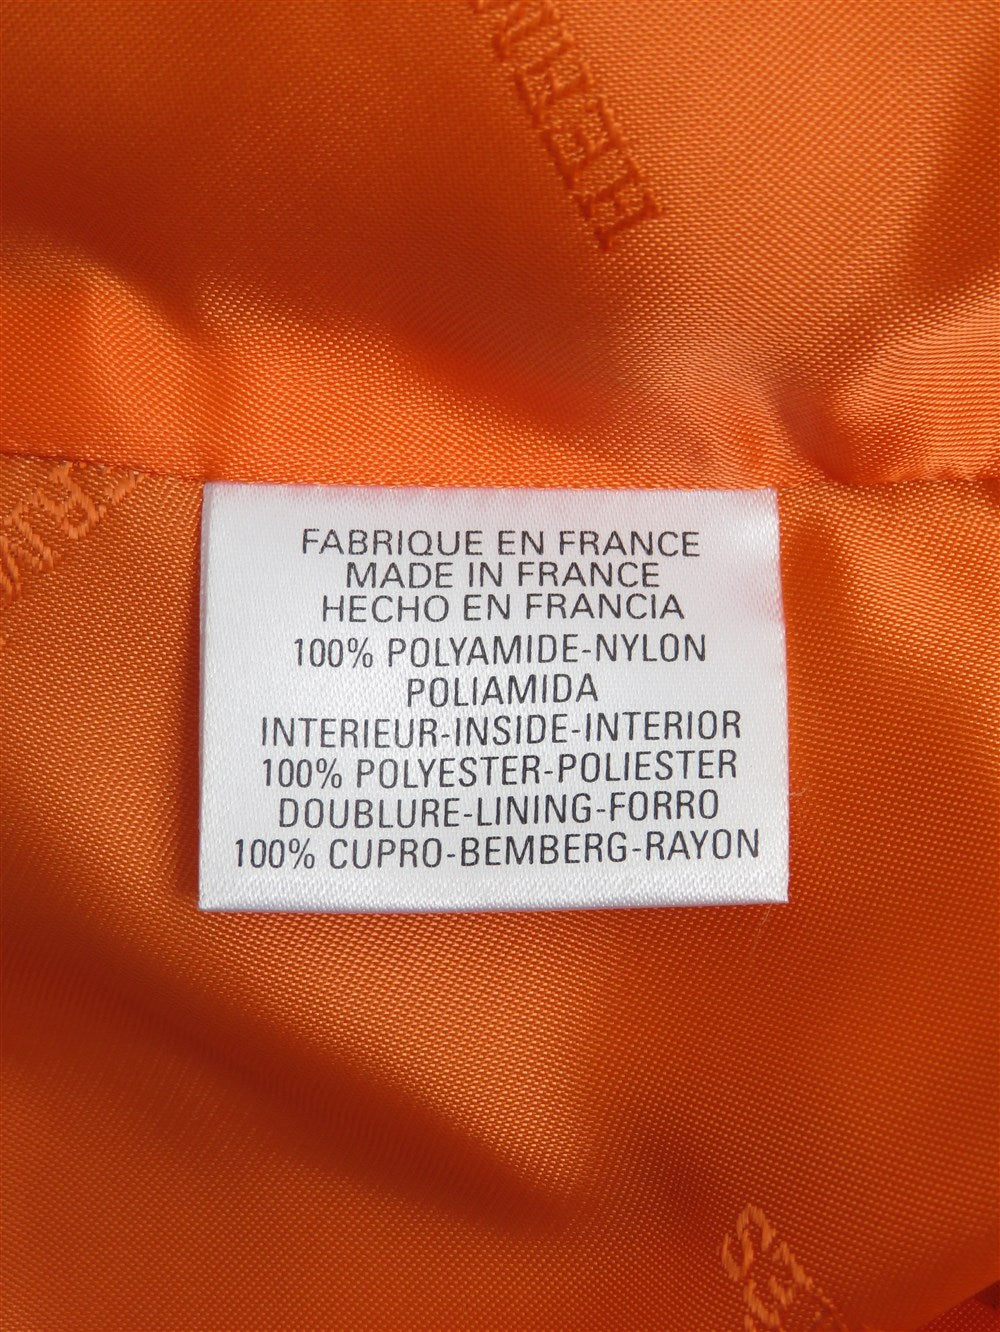 HERM
FABRIQUE EN FRANCE
MADE IN FRANCE
HECHO EN FRANCIA
100% POLYAMIDE-NYLON
POLIAMIDA
INTERIEUR-INSIDE-INTERIOR
100% POLYESTER-POLIESTER
DOUBLURE-LINING-FORRO
100% CUPRO-BEMBERG-RAYON